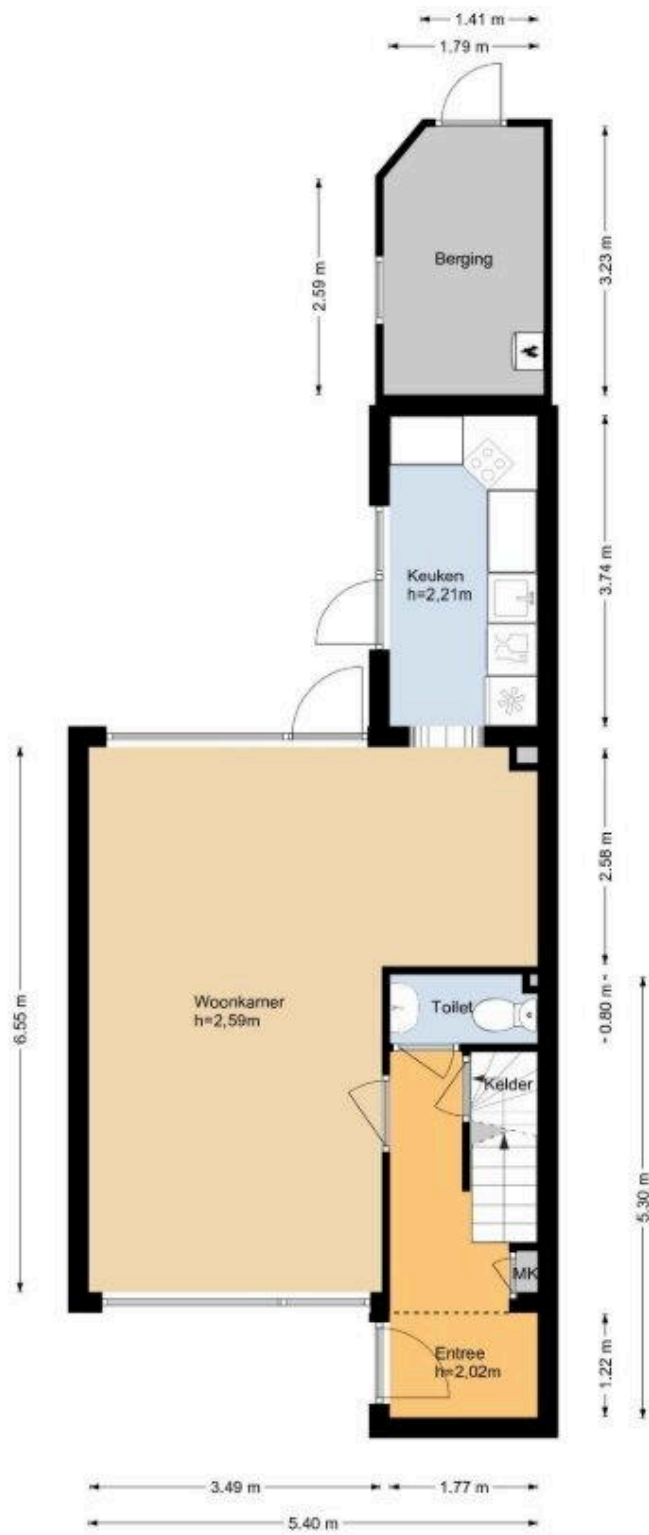 1.41 m
1.79 m
Berging
2.59 m
3.23 m
Keuken
h=2,21m
3.74 m
2.58 m
Woonkamer
h=2,59m
6.55 m
Toilet
0.80 m
Kelder
5.30 m
MK
Entree
h=2,02m
1.22 m
3.49 m
1.77 m
5.40 m